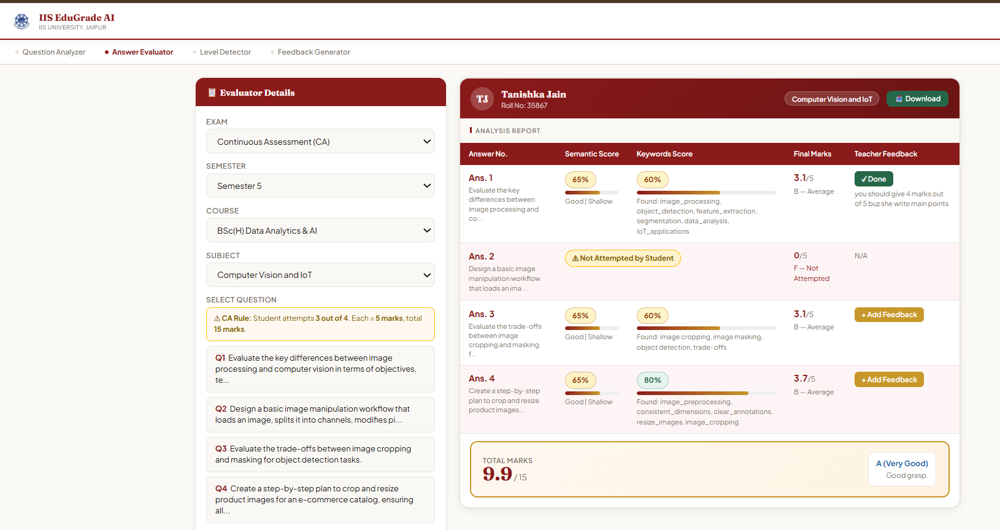 IIS EduGrade AI
IIS UNIVERSITY, JAIPUR
Question Analyzer
Answer Evaluator
Level Detector
Feedback Generator
Evaluator Details
EXAM
Continuous Assessment (CA)
SEMESTER
Semester 5
COURSE
BSc(H) Data Analytics & AI
SUBJECT
Computer Vision and IoT
SELECT QUESTION
⚠ CA Rule: Student attempts 3 out of 4. Each = 5 marks, total
15 marks.
Q1 Evaluate the key differences between image
processing and computer vision in terms of objectives,
te...
Q2 Design a basic image manipulation workflow that
loads an image, splits it into channels, modifies pi...
Q3 Evaluate the trade-offs between image cropping
and masking for object detection tasks.
Q4 Create a step-by-step plan to crop and resize
product images for an e-commerce catalog, ensuring
all...
TJ
Tanishka Jain
Roll No: 35867
Computer Vision and IoT
Download
ANALYSIS REPORT
Answer No. Semantic Score Keywords Score Final Marks Teacher Feedback
Ans. 1
Evaluate the key
differences between
image processing and
co...
65%
Good | Shallow
60%
Found: image_processing,
object_detection, feature_extraction,
segmentation, data_analysis,
IoT_applications
3.1/5
B — Average
✓ Done
you should give 4 marks out
of 5 buz she write main points
Ans. 2
Design a basic image
manipulation workflow
that loads an ima...
⚠ Not Attempted by Student
0/5
F — Not
Attempted
N/A
Ans. 3
Evaluate the trade-offs
between image
cropping and masking
f...
65%
Good | Shallow
60%
Found: image cropping, image masking,
object detection, trade-offs
3.1/5
B — Average
+ Add Feedback
Ans. 4
Create a step-by-step
plan to crop and resize
product images...
65%
Good | Shallow
80%
Found: image_preprocessing,
consistent_dimensions, clear_annotations,
resize_images, image_cropping
3.7/5
B — Average
+ Add Feedback
TOTAL MARKS
9.9 / 15
A (Very Good)
Good grasp.